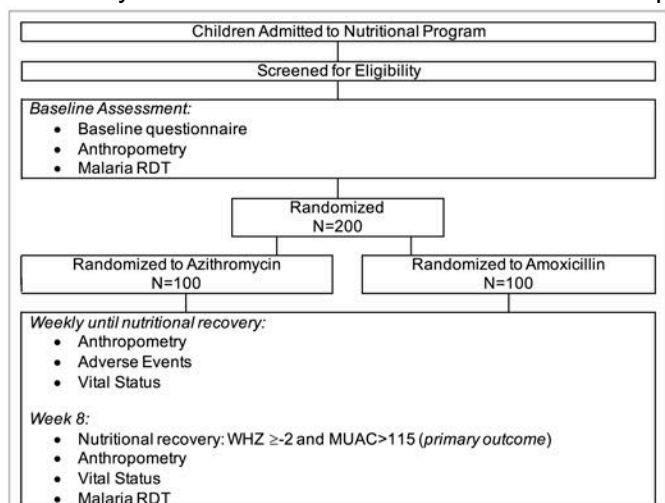 Children Admitted to Nutritional Program
Screened for Eligibility
Baseline Assessment:
• Baseline questionnaire
• Anthropometry
• Malaria RDT
Randomized
N=200
Randomized to Azithromycin
N=100
Randomized to Amoxicillin
N=100
Weekly until nutritional recovery:
• Anthropometry
• Adverse Events
• Vital Status
Week 8:
• Nutritional recovery: WHZ ≥-2 and MUAC>115 (primary outcome)
• Anthropometry
• Vital Status
• Malaria RDT